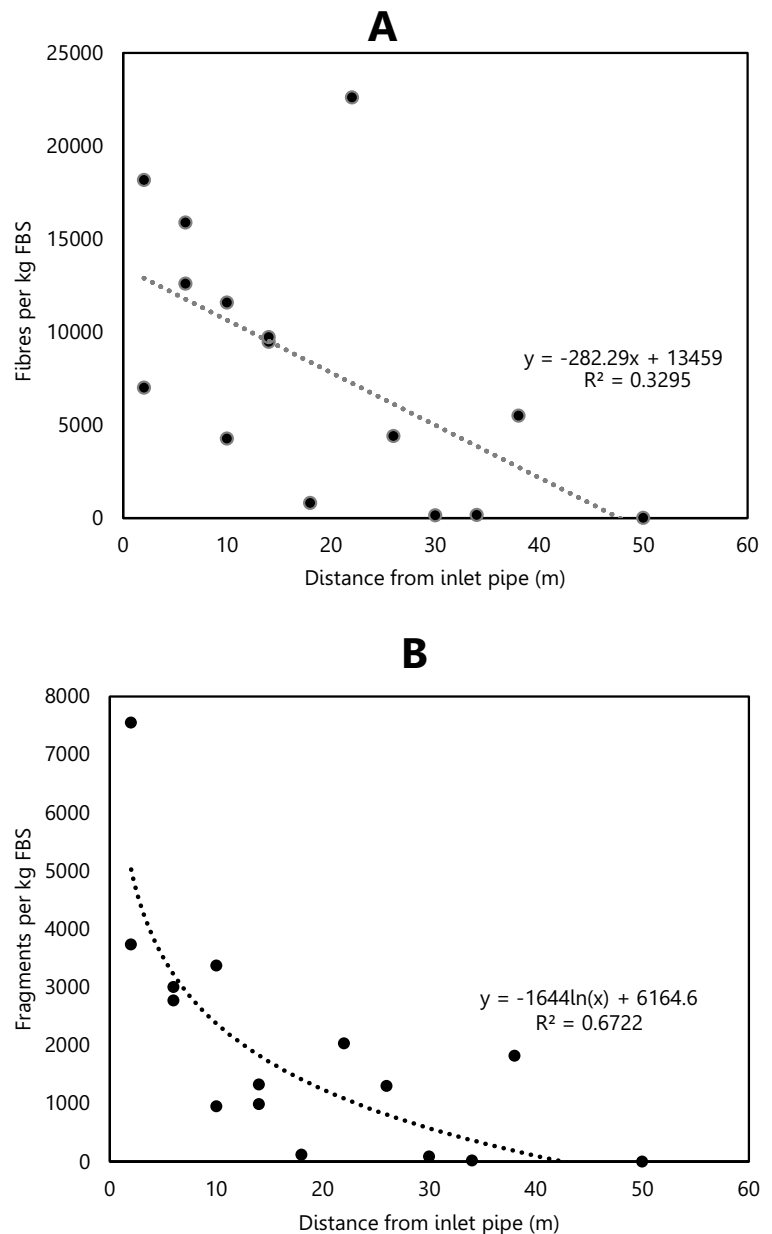 A
25000
20000
15000
10000
5000
0
Fibres per kg FBS
y = -282.29x + 13459
R² = 0.3295
0 10 20 30 40 50 60
Distance from inlet pipe (m)
B
8000
7000
6000
5000
4000
3000
2000
1000
0
Fragments per kg FBS
y = -1644ln(x) + 6164.6
R² = 0.6722
0 10 20 30 40 50 60
Distance from inlet pipe (m)